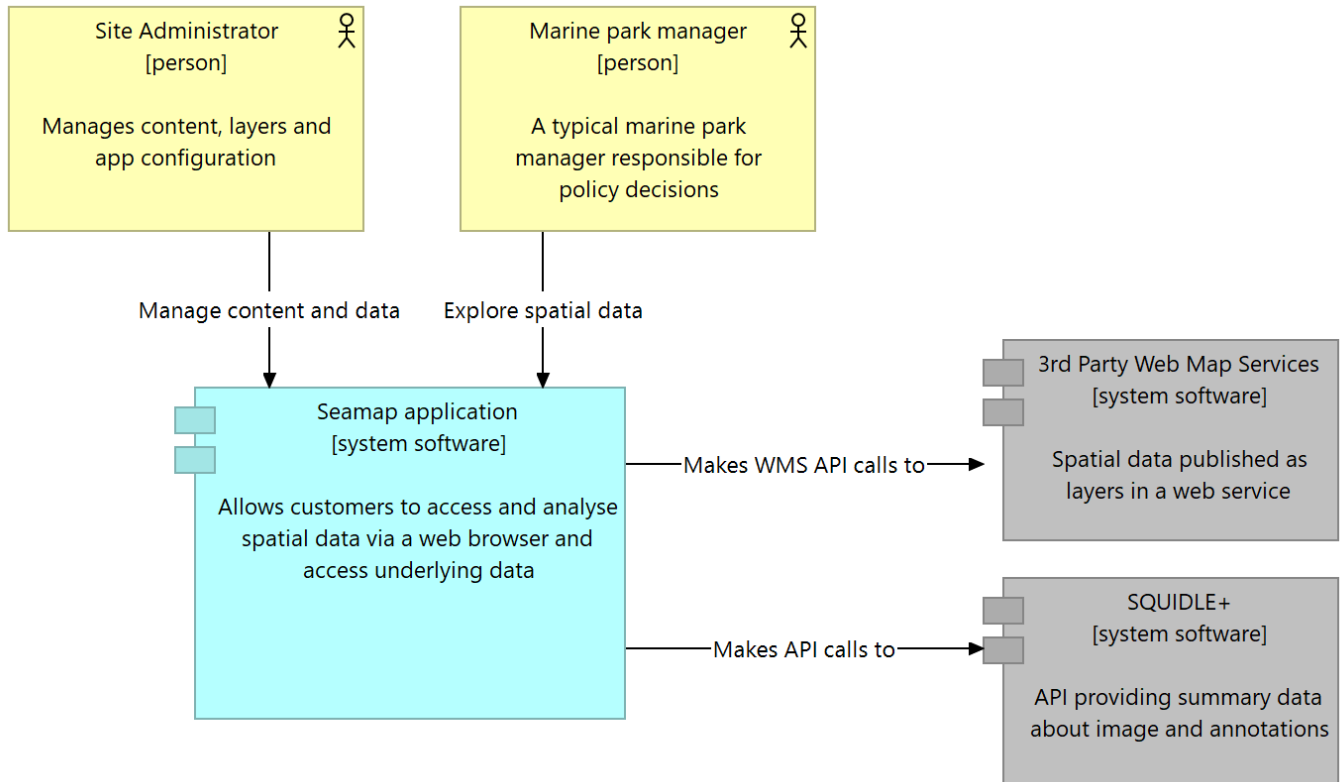 Site Administrator
[person]
Manages content, layers and
app configuration
Marine park manager
[person]
A typical marine park
manager responsible for
policy decisions
Manage content and data
Explore spatial data
Seamap application
[system software]
Allows customers to access and analyse
spatial data via a web browser and
access underlying data
Makes WMS API calls to
3rd Party Web Map Services
[system software]
Spatial data published as
layers in a web service
Makes API calls to
SQUIDLE+
[system software]
API providing summary data
about image and annotations